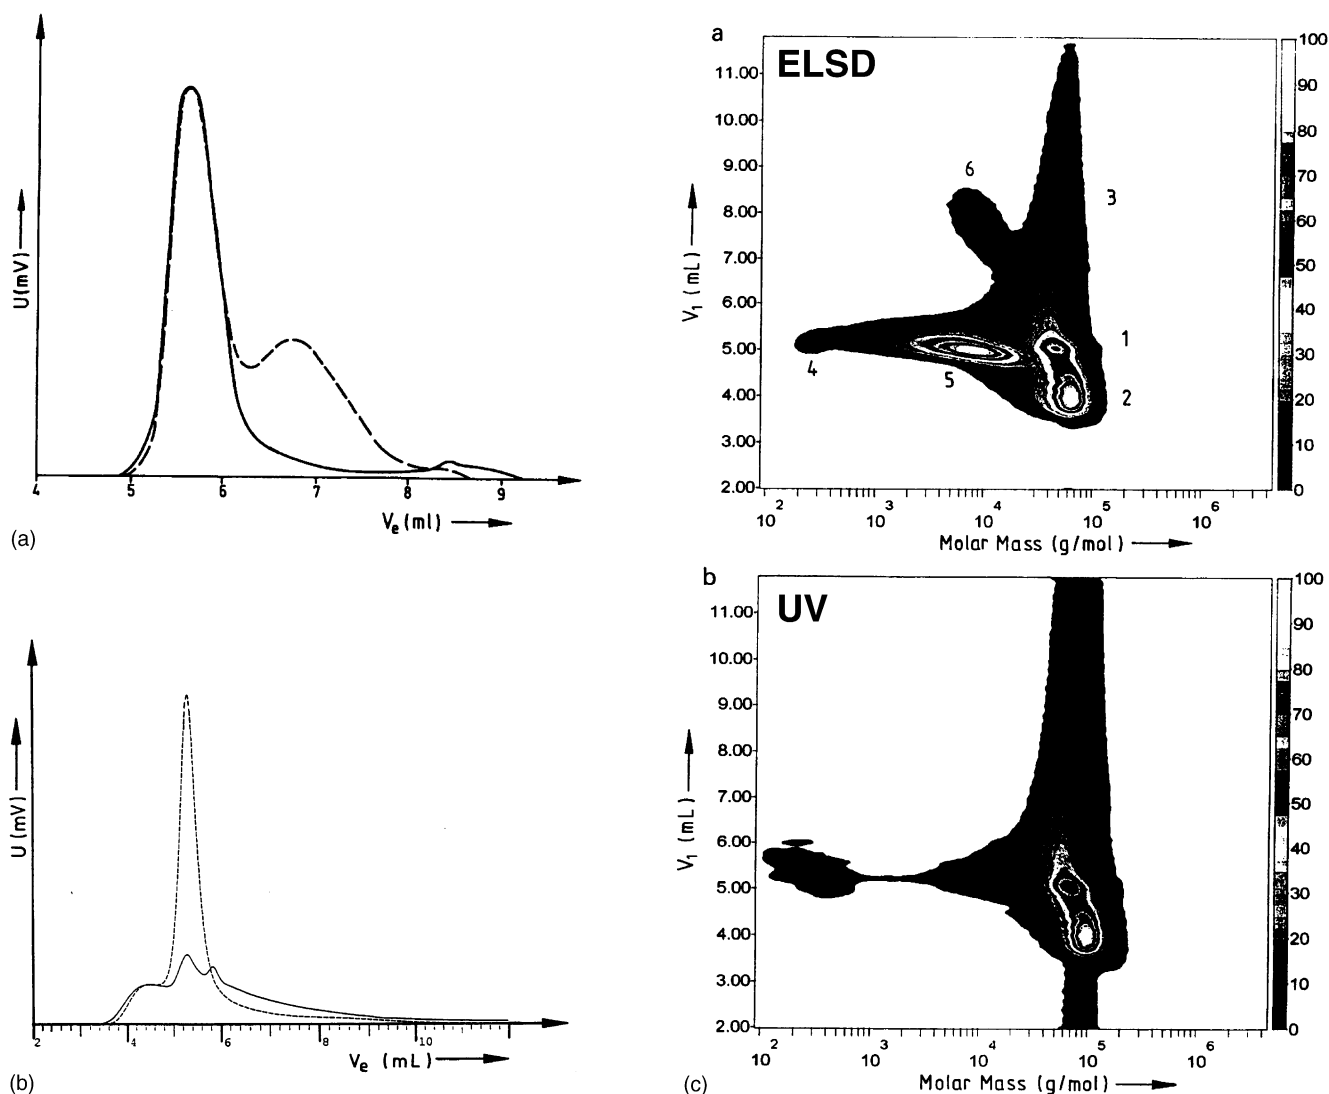 U(mV)
4 5 6 7 8 9
Ve (ml)
(a)
U (mV)
2 4 6 8 10
Ve (mL)
(b)
a
ELSD
11.00
10.00
9.00
8.00
7.00
6.00
5.00
4.00
3.00
2.00
V1 (mL)
6
3
1
4
5
2
10^2 10^3 10^4 10^5 10^6
Molar Mass (g/mol)
100
90
80
70
60
50
40
30
20
10
0
b
UV
11.00
10.00
9.00
8.00
7.00
6.00
5.00
4.00
3.00
2.00
V1 (mL)
10^2 10^3 10^4 10^5 10^6
Molar Mass (g/mol)
100
90
80
70
60
50
40
30
20
10
0
(c)